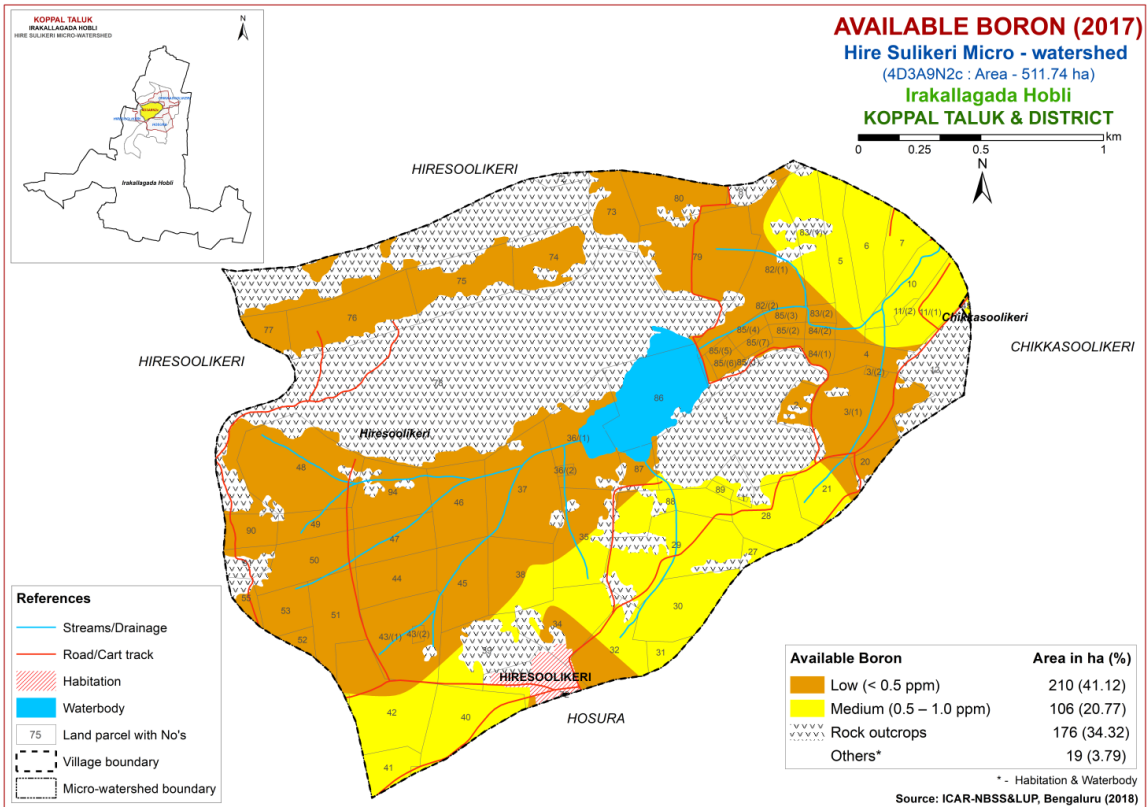 KOPPAL TALUK
IRAKALLAGADA HOBLI
HIRE SULIKERI MICRO-WATERSHED
N
Irakallagada Hobli
AVAILABLE BORON (2017)
Hire Sulikeri Micro - watershed
(4D3A9N2c : Area - 511.74 ha)
Irakallagada Hobli
KOPPAL TALUK & DISTRICT
km
0 0.25 0.5 1
N
HIRESOOLIKERI
72
80
73
83/(1)
6
7
5
74
79
82/(1)
75
10
82/(2)
11/(2) 11/(1)
76
85/(3) 83/(2)
Chikkasoolikeri
77
85/(4) 85/(2) 84/(2)
85/(7)
CHIKKASOOLIKERI
HIRESOOLIKERI
85/(5) 84/(1) 4
85/(6)
3/(2)
13
78
86
2
3/(1)
Hiresoolikeri
36/(1)
48
36/(2) 87
20
94
37
89
21
46
88
28
90
49
47
35
29
27
50
44
38
45
30
55
53
51
34
52
43/(1) 43/(2)
32
31
39
HIRESOOLIKERI
42
40
HOSURA
41
References
Streams/Drainage
Road/Cart track
Habitation
Waterbody
75 Land parcel with No's
Village boundary
Micro-watershed boundary
Available Boron Area in ha (%)
Low (< 0.5 ppm) 210 (41.12)
Medium (0.5 – 1.0 ppm) 106 (20.77)
Rock outcrops 176 (34.32)
Others* 19 (3.79)
* - Habitation & Waterbody
Source: ICAR-NBSS&LUP, Bengaluru (2018)